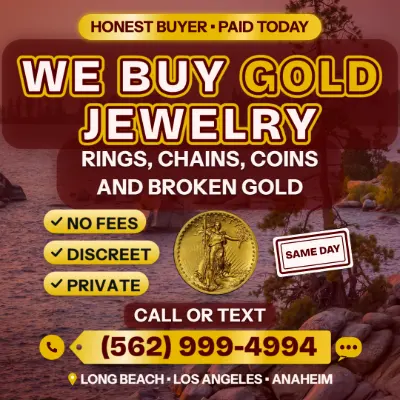 HONEST BUYER • PAID TODAY
WE BUY GOLD
JEWELRY
RINGS, CHAINS, COINS
AND BROKEN GOLD
✓ NO FEES
✓ DISCREET
✓ PRIVATE
SAME DAY
CALL OR TEXT
(562) 999-4994
LONG BEACH • LOS ANGELES • ANAHEIM